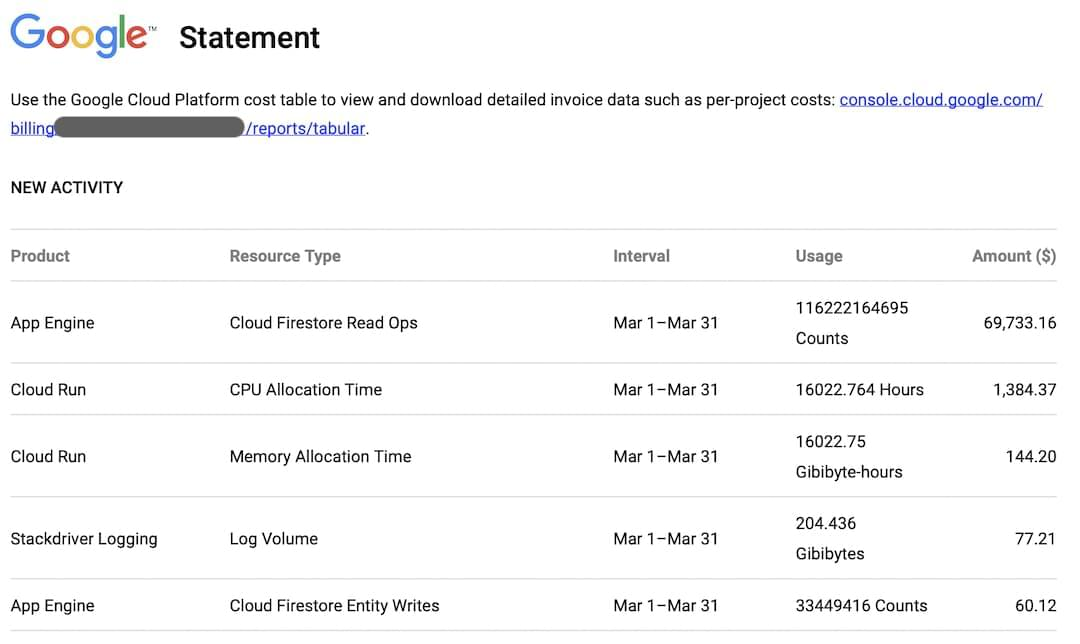 Google™ Statement
Use the Google Cloud Platform cost table to view and download detailed invoice data such as per-project costs: console.cloud.google.com/
billing /reports/tabular.
NEW ACTIVITY
Product Resource Type Interval Usage Amount ($)
App Engine Cloud Firestore Read Ops Mar 1–Mar 31 116222164695 Counts 69,733.16
Cloud Run CPU Allocation Time Mar 1–Mar 31 16022.764 Hours 1,384.37
Cloud Run Memory Allocation Time Mar 1–Mar 31 16022.75 Gibibyte-hours 144.20
Stackdriver Logging Log Volume Mar 1–Mar 31 204.436 Gibibytes 77.21
App Engine Cloud Firestore Entity Writes Mar 1–Mar 31 33449416 Counts 60.12